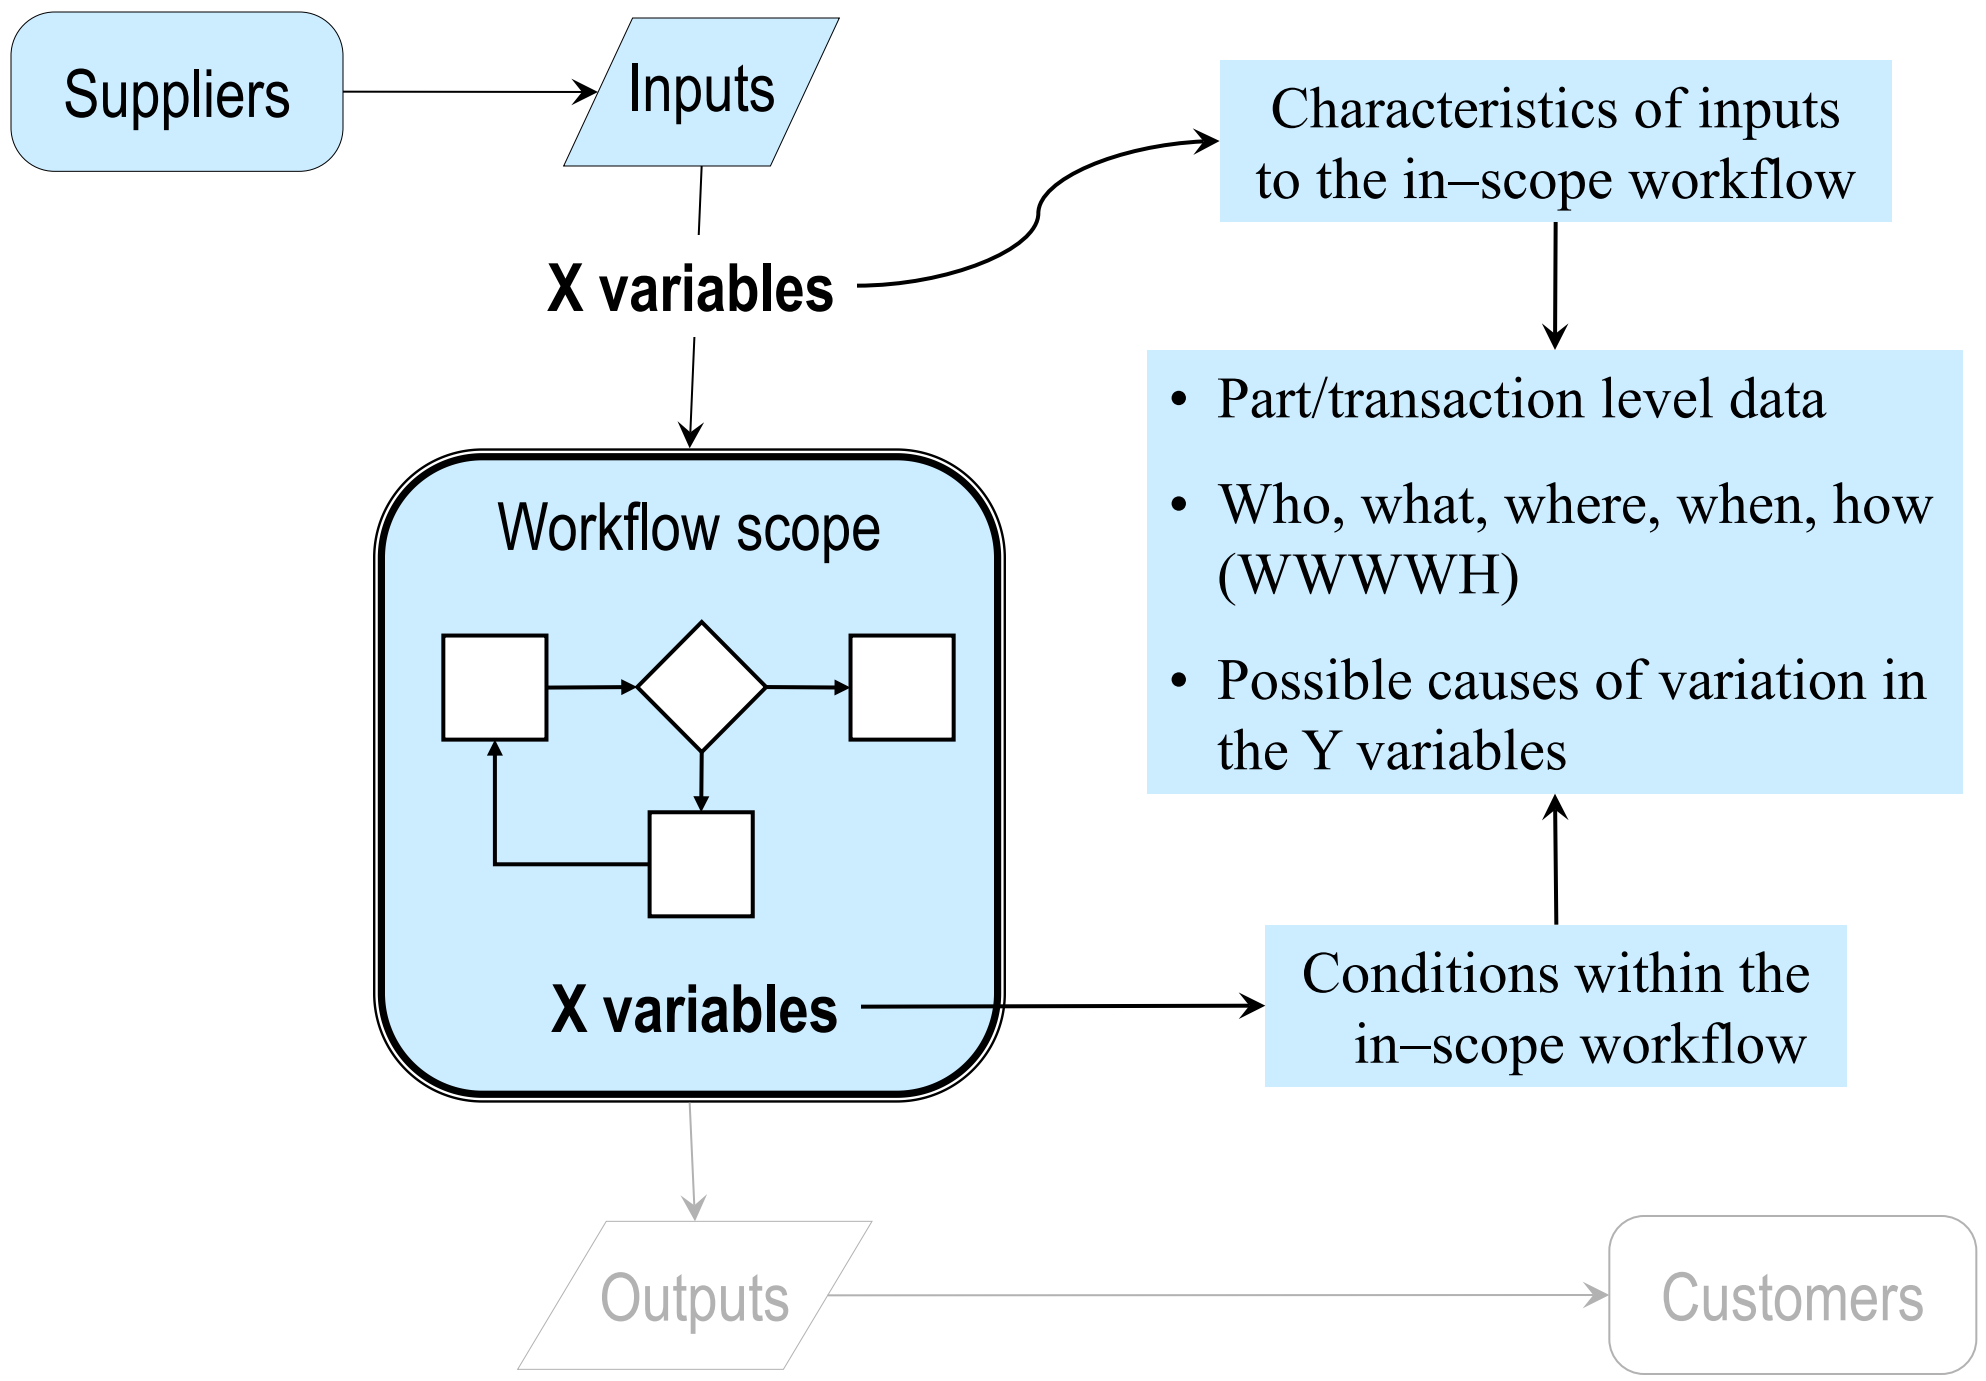 Suppliers
Inputs
Characteristics of inputs
to the in–scope workflow
X variables
• Part/transaction level data
• Who, what, where, when, how
(WWWWH)
• Possible causes of variation in
the Y variables
Workflow scope
X variables
Conditions within the
in–scope workflow
Outputs
Customers